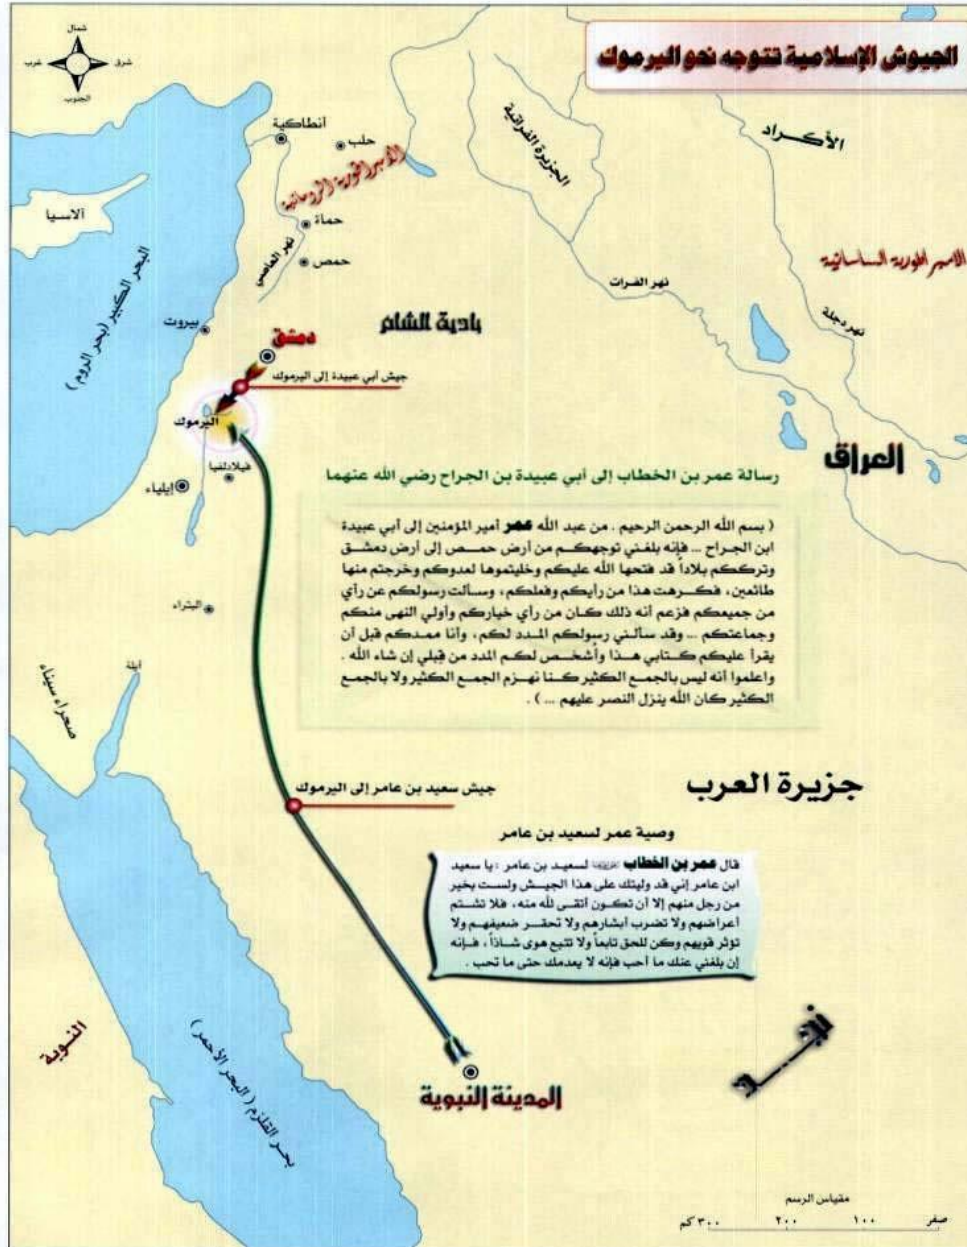 الجيوش الإسلامية تتوجه نحو اليرموك
شمال
شرق
غرب
الجنوب
الأكراد
الجزيرة الفراتية
أنطاكية
حلب
الامبراطورية الرومانية
آلاسيا
حماة
نهر العاصي
حمص
الامبراطورية الساسانية
نهر الفرات
نهر دجلة
البحر الكبير (بحر الروم)
بيروت
بادية الشام
دمشق
جيش أبي عبيدة إلى اليرموك
اليرموك
العراق
فيلادلفيا
إيلياء
رسالة عمر بن الخطاب إلى أبي عبيدة بن الجراح رضي الله عنهما
( بسم الله الرحمن الرحيم . من عبد الله عمر أمير المؤمنين إلى أبي عبيدة
ابن الجراح ... فإنه بلغني توجهكم من أرض حمص إلى أرض دمشق
وترككم بلاداً قد فتحها الله عليكم وخليتموها لعدوكم وخرجتم منها
طائعين، فكرهت هذا من رأيكم وفعلكم، وسألت رسولكم عن رأي
من جميعكم فزعم أنه ذلك كان من رأي خياركم وأولي النهى منكم
وجماعتكم ... وقد سألني رسولكم المدد لكم، وأنا ممدكم قبل أن
يقرأ عليكم كتابي هذا وأشخص لكم المدد من قِبلي إن شاء الله .
واعلموا أنه ليس بالجمع الكثير كنا نهزم الجمع الكثير ولا بالجمع
الكثير كان الله ينزل النصر عليهم ... ) .
البتراء
أيلة
صحراء سيناء
جزيرة العرب
جيش سعيد بن عامر إلى اليرموك
وصية عمر لسعيد بن عامر
قال عمر بن الخطاب لسعيد بن عامر : يا سعيد
ابن عامر إني قد وليتك على هذا الجيش ولست بخير
من رجل منهم إلا أن تكون أتقى لله منه، فلا تشتم
أعراضهم ولا تضرب أبشارهم ولا تحقر ضعيفهم ولا
تؤثر قويهم وكن للحق تابعاً ولا تتبع هوى شاذاً، فإنه
إن بلغني عنك ما أحب فإنه لا يعدمك حتى ما تحب .
النوبة
بحر القلزم ( البحر الأحمر )
المدينة النبوية
نجد
مقياس الرسم
صفر ١٠٠ ٢٠٠ ٣٠٠ كم